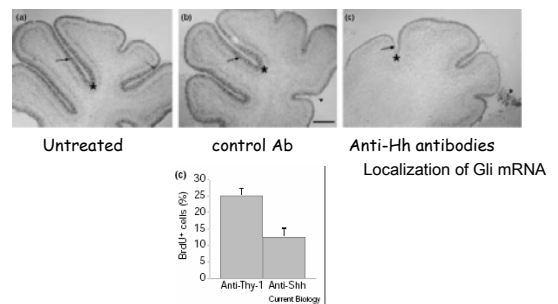 (a)
(b)
(c)
Untreated
control Ab
Anti-Hh antibodies
Localization of Gli mRNA
(c)
BrdU+ cells (%)
30
25
20
15
10
5
0
Anti-Thy-1 Anti-Shh
Current Biology